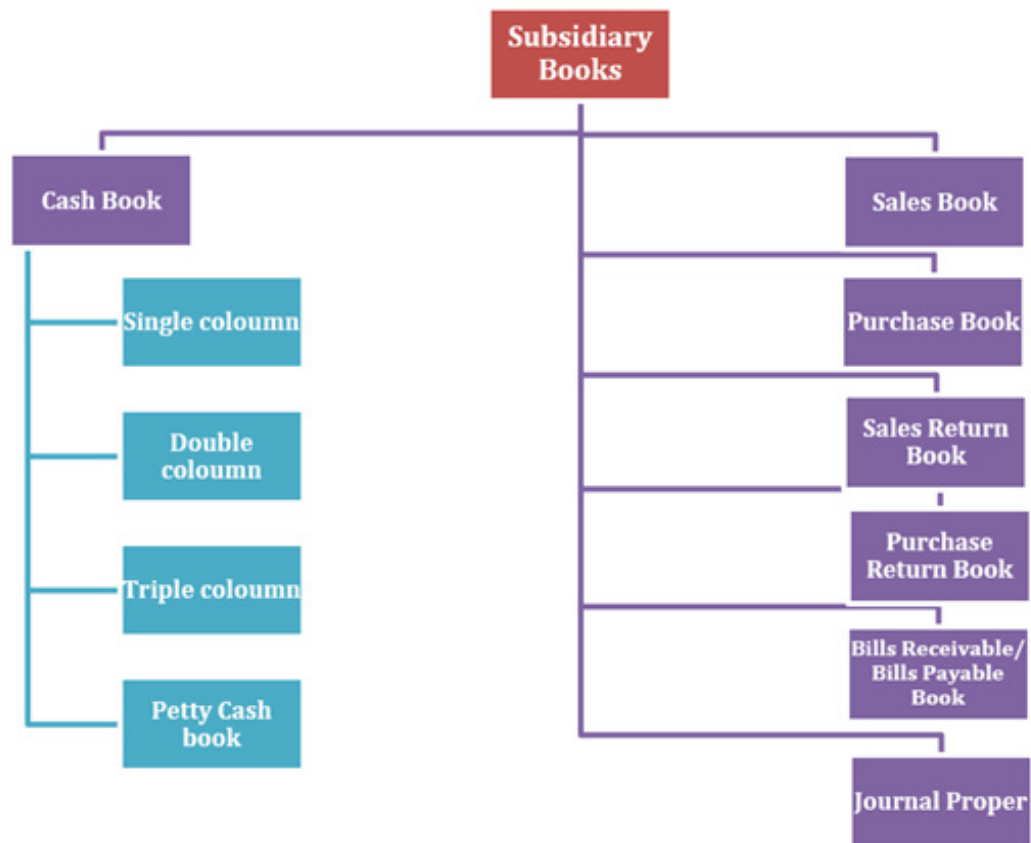 Subsidiary
Books
Cash Book
Single coloumn
Double
coloumn
Triple coloumn
Petty Cash
book
Sales Book
Purchase Book
Sales Return
Book
Purchase
Return Book
Bills Receivable/
Bills Payable
Book
Journal Proper